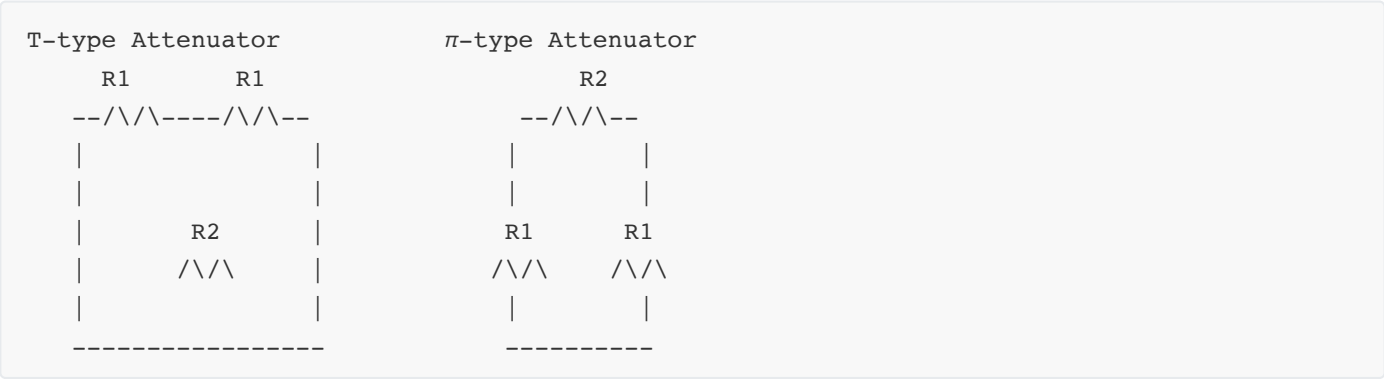 T-type Attenuator            π-type Attenuator
     R1       R1                       R2
   --/\/\----/\/\--               --/\/\--
   |                |             |         |
   |                |             |         |
   |       R2       |             R1      R1
   |      /\/\      |            /\/\    /\/\
   |                |             |         |
   -----------------             ----------